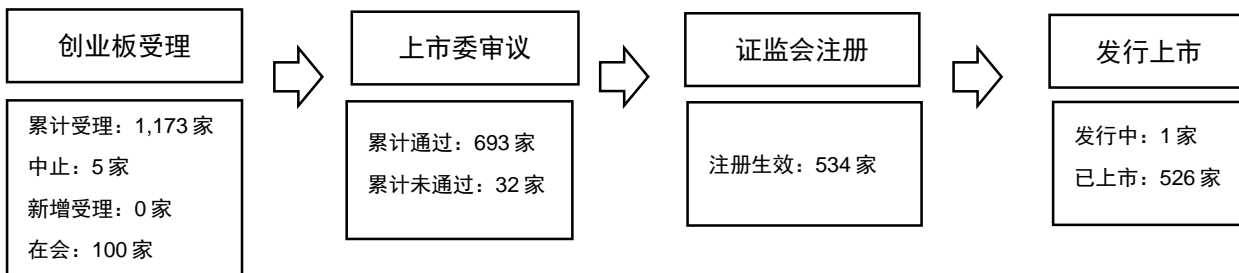 创业板受理
累计受理：1,173 家
中止：5 家
新增受理：0 家
在会：100 家
上市委审议
累计通过：693 家
累计未通过：32 家
证监会注册
注册生效：534 家
发行上市
发行中：1 家
已上市：526 家